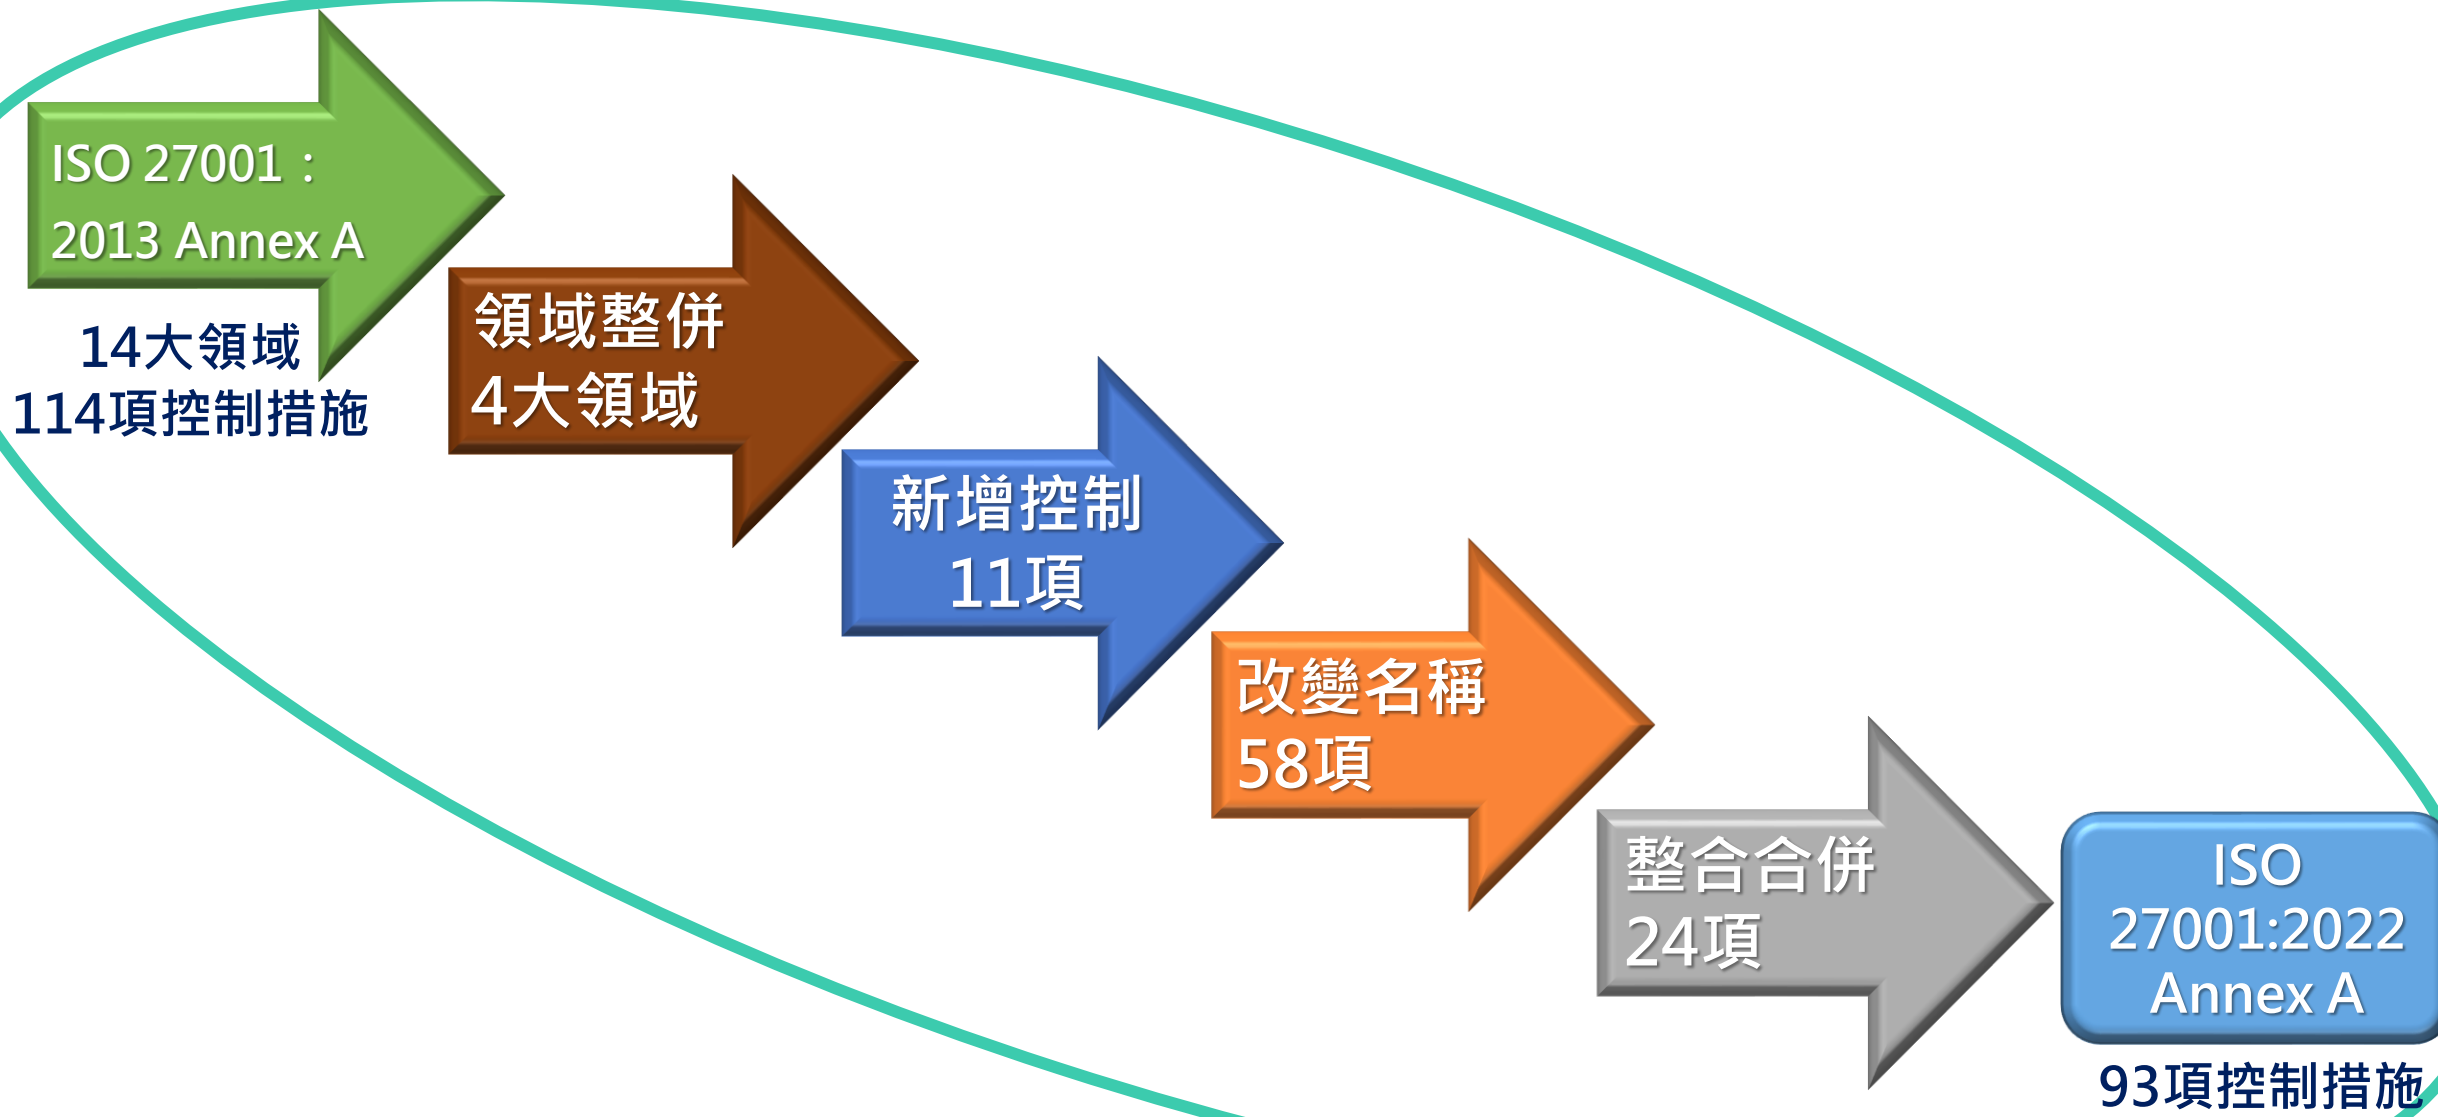 ISO 27001：
2013 Annex A
14大領域
114項控制措施
領域整併
4大領域
新增控制
11項
改變名稱
58項
整合合併
24項
ISO
27001:2022
Annex A
93項控制措施